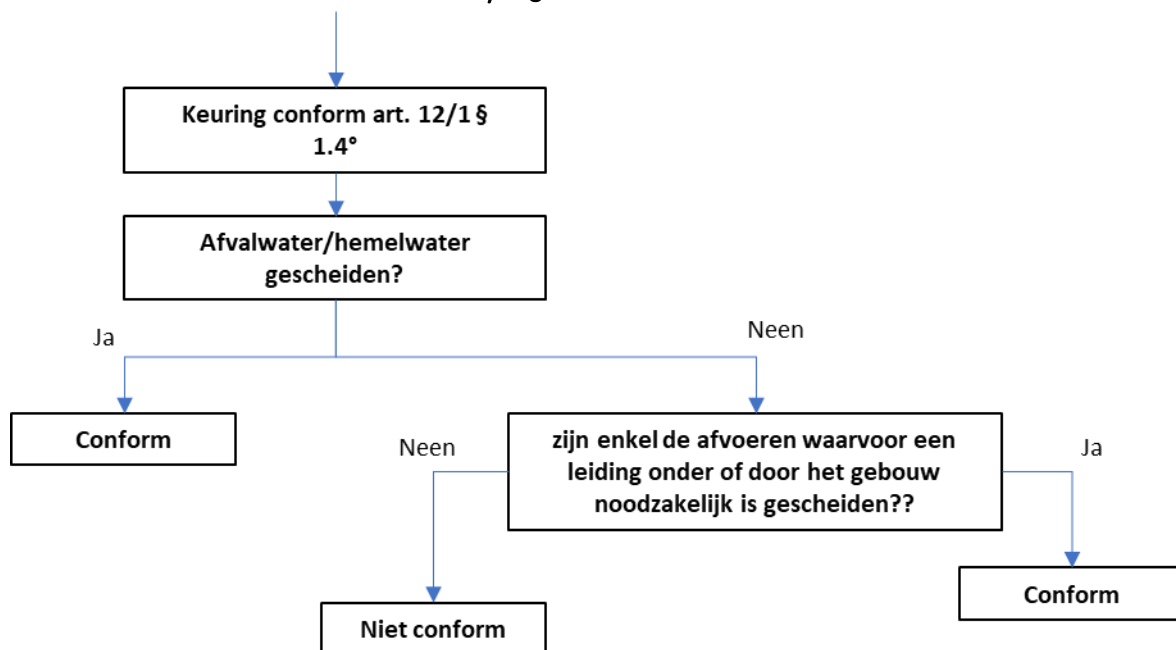 Keuring conform art. 12/1 §
1.4°
Afvalwater/hemelwater
gescheiden?
Ja
Neen
Conform
Neen
zijn enkel de afvoeren waarvoor een
leiding onder of door het gebouw
noodzakelijk is gescheiden??
Ja
Conform
Niet conform